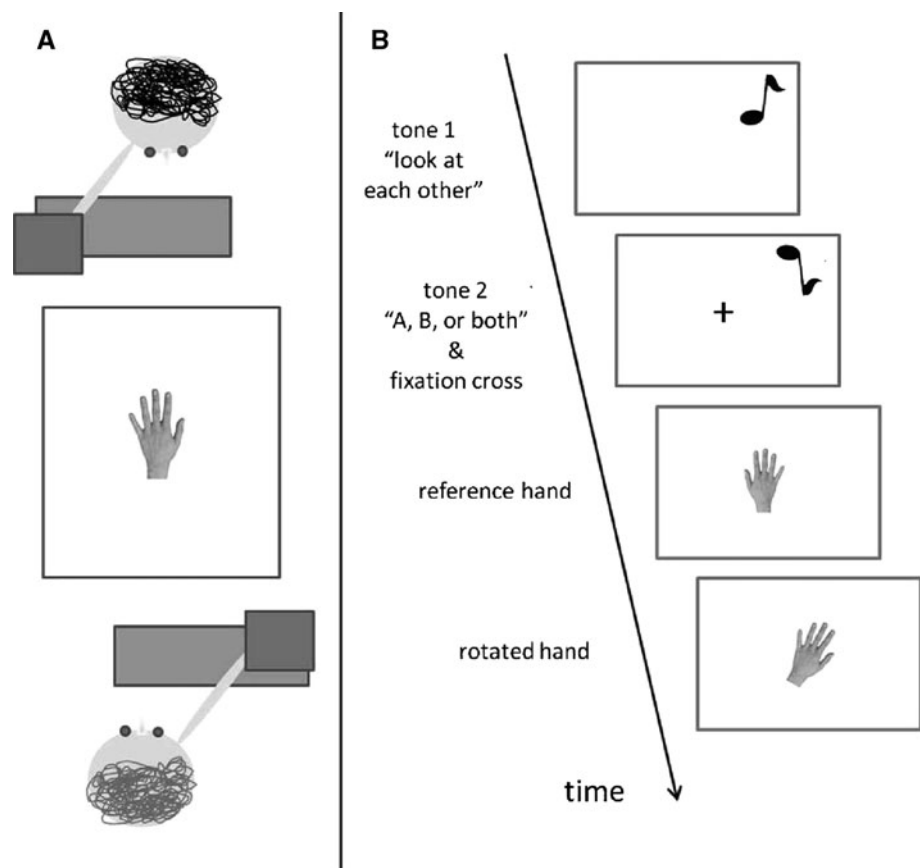 A
B
tone 1
“look at
each other”
tone 2
“A, B, or both”
&
fixation cross
+
reference hand
rotated hand
time